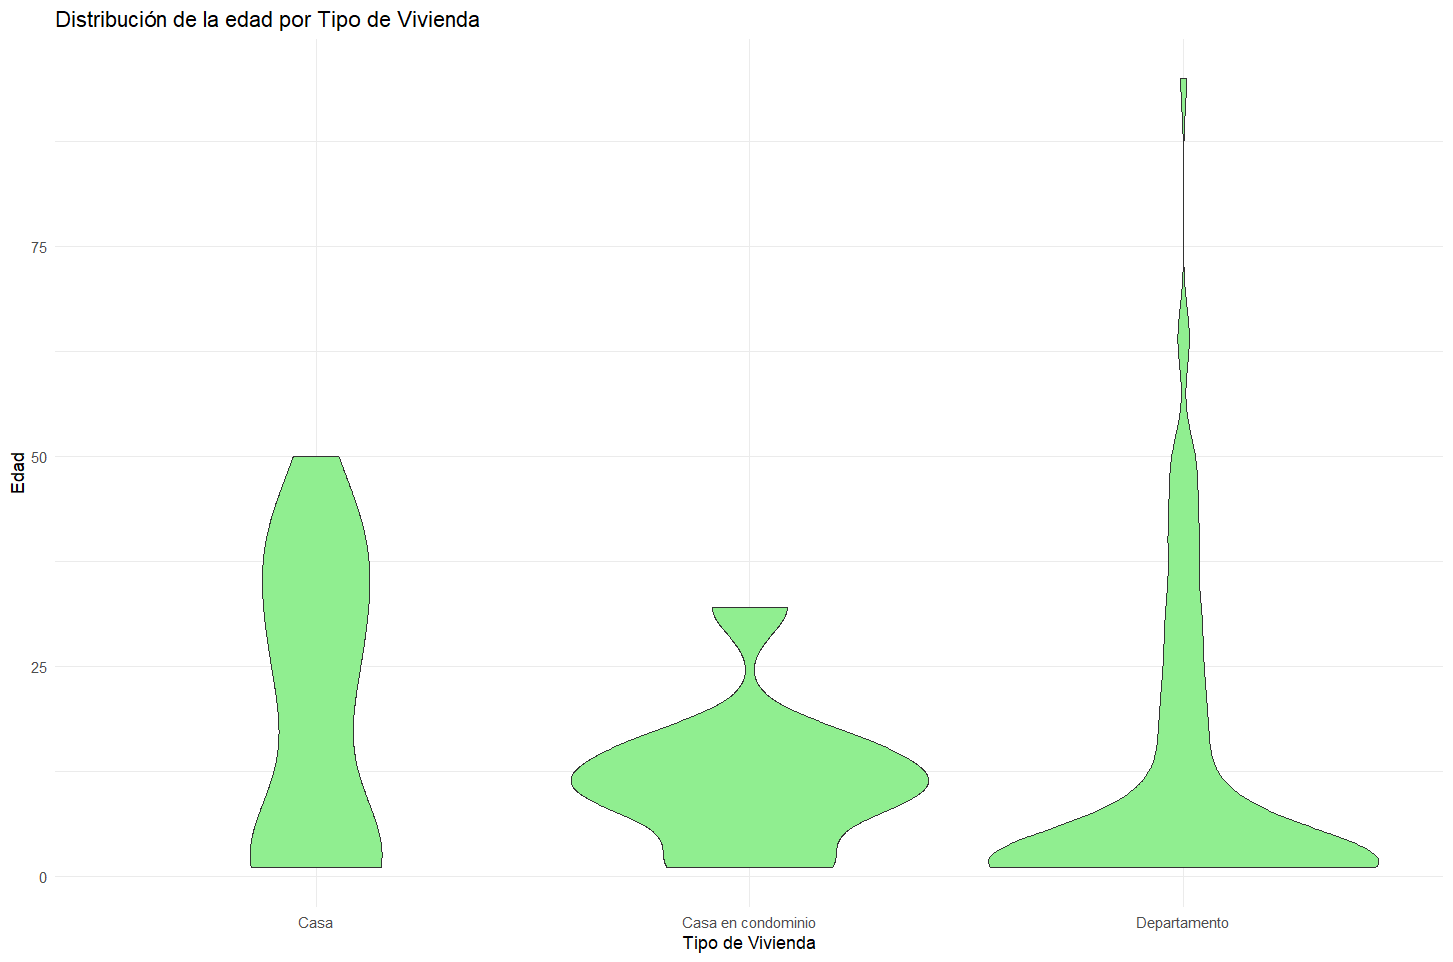 Distribución de la edad por Tipo de Vivienda
Edad
75
50
25
0
Casa
Casa en condominio
Departamento
Tipo de Vivienda